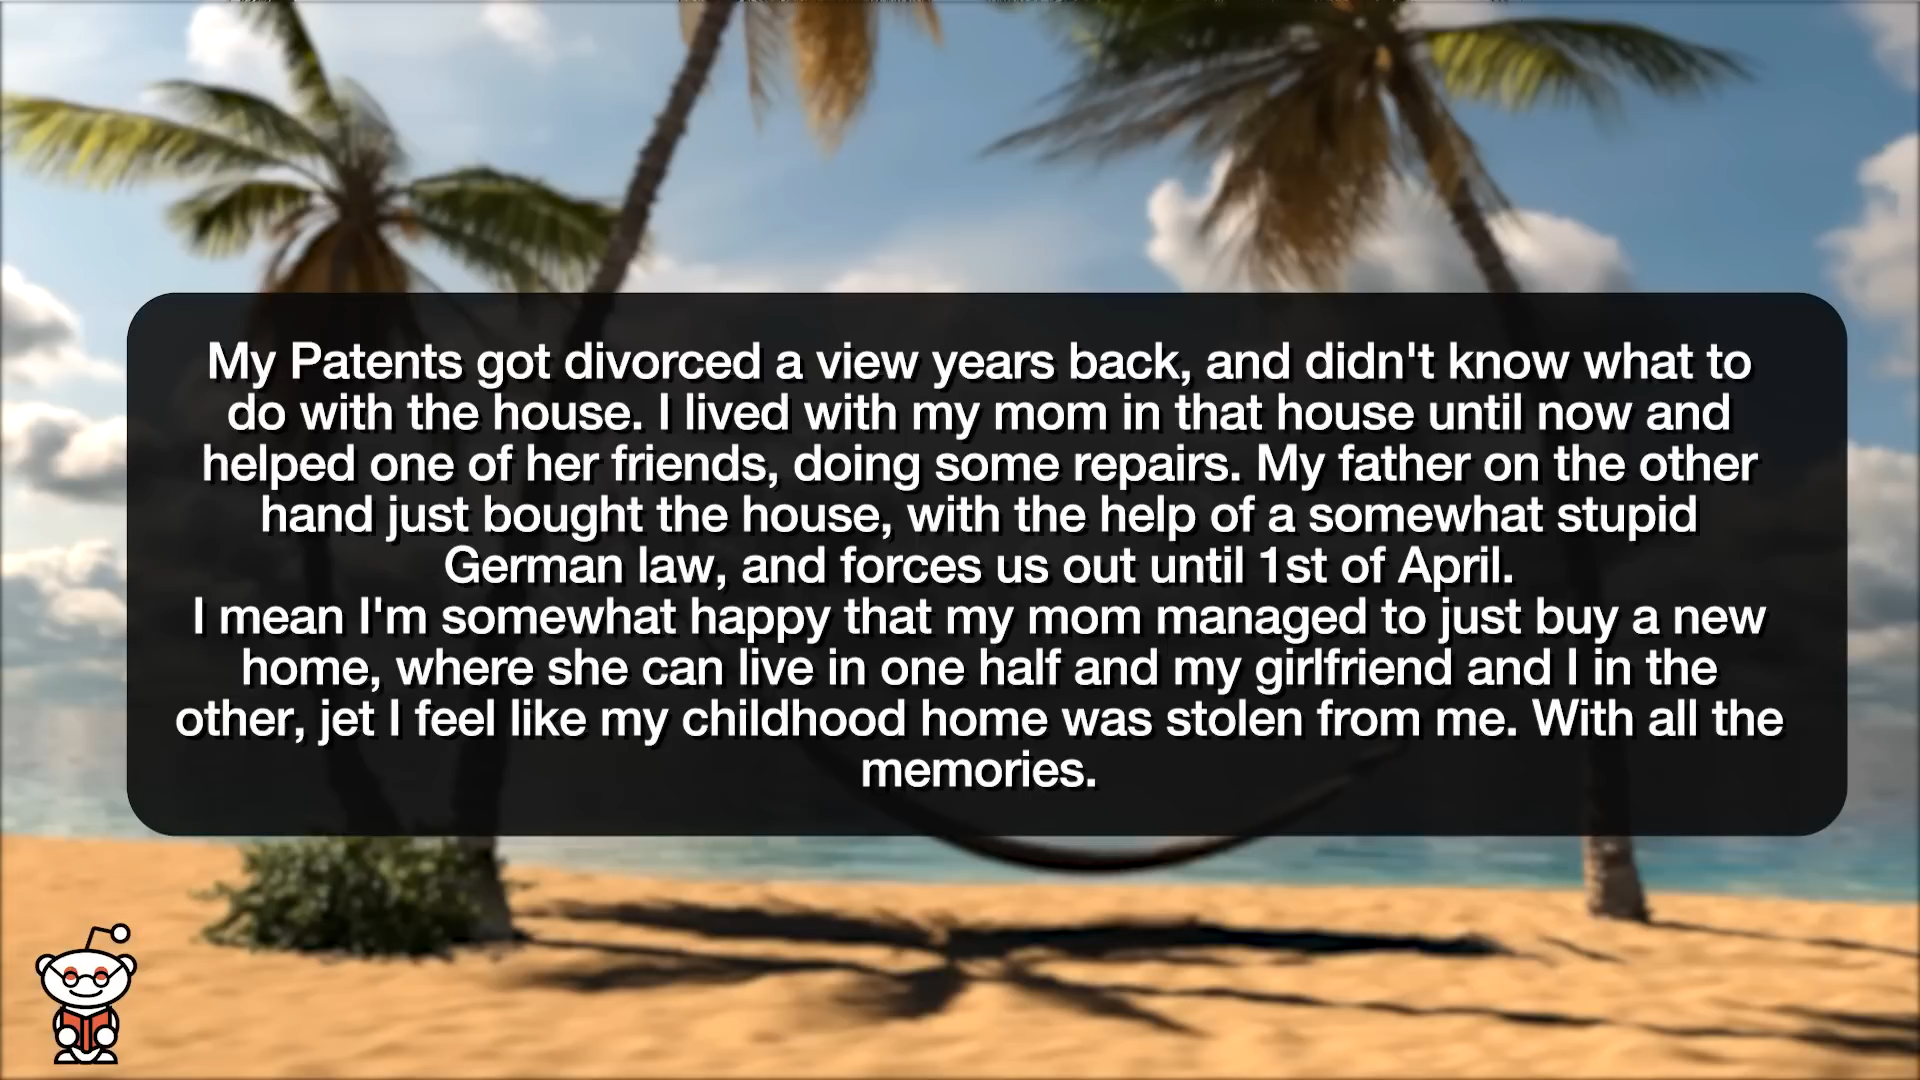 My Patents got divorced a view years back, and didn't know what to
do with the house. I lived with my mom in that house until now and
helped one of her friends, doing some repairs. My father on the other
hand just bought the house, with the help of a somewhat stupid
German law, and forces us out until 1st of April.
I mean I'm somewhat happy that my mom managed to just buy a new
home, where she can live in one half and my girlfriend and I in the
other, jet I feel like my childhood home was stolen from me. With all the
memories.